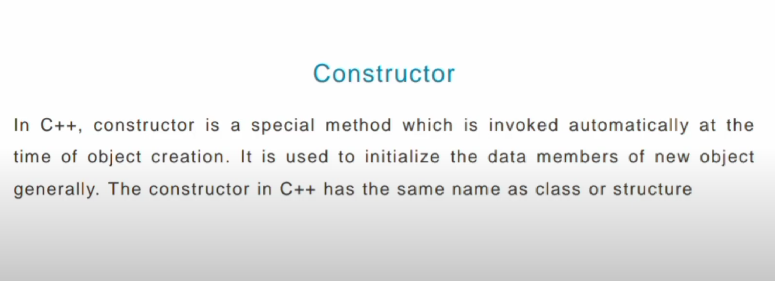 Constructor
In C++, constructor is a special method which is invoked automatically at the
time of object creation. It is used to initialize the data members of new object
generally. The constructor in C++ has the same name as class or structure